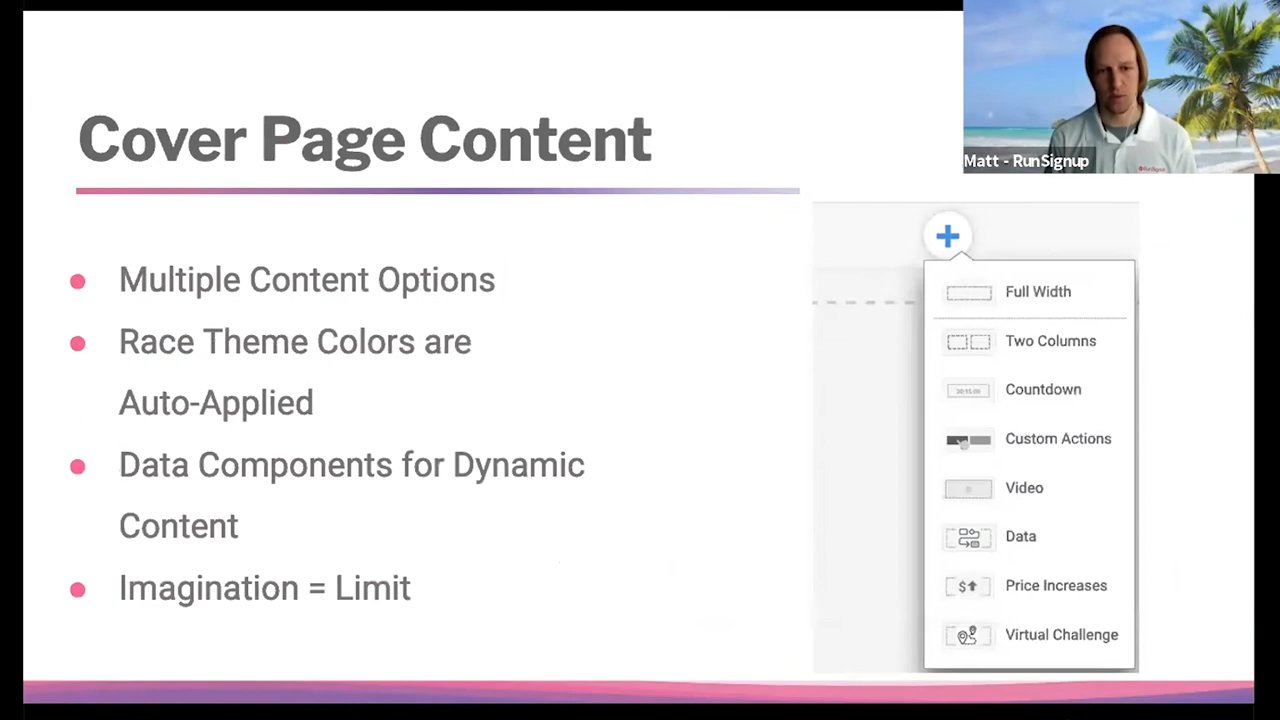 Cover Page Content
Matt - RunSignup
RunSignup
Multiple Content Options
Race Theme Colors are
Auto-Applied
Data Components for Dynamic
Content
Imagination = Limit
Full Width
Two Columns
Countdown
Custom Actions
Video
Data
$
Price Increases
Virtual Challenge